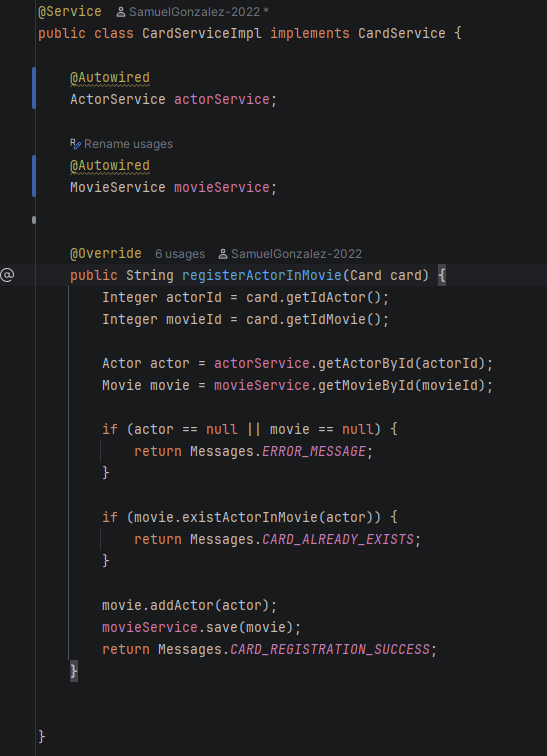 @Service SamuelGonzalez-2022 *
public class CardServiceImpl implements CardService {
@Autowired
ActorService actorService;
Rename usages
@Autowired
MovieService movieService;
@Override 6 usages SamuelGonzalez-2022
public String registerActorInMovie(Card card) {
Integer actorId = card.getIdActor();
Integer movieId = card.getIdMovie();
Actor actor = actorService.getActorById(actorId);
Movie movie = movieService.getMovieById(movieId);
if (actor == null || movie == null) {
return Messages.ERROR_MESSAGE;
}
if (movie.existActorInMovie(actor)) {
return Messages.CARD_ALREADY_EXISTS;
}
movie.addActor(actor);
movieService.save(movie);
return Messages.CARD_REGISTRATION_SUCCESS;
}
}